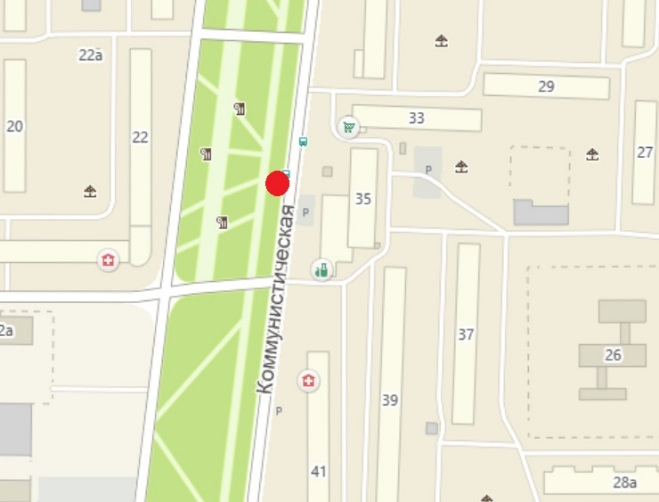 22а
29
33
20
22
27
P
35
P
Коммунистическая
2а
37
26
39
P
41
28а